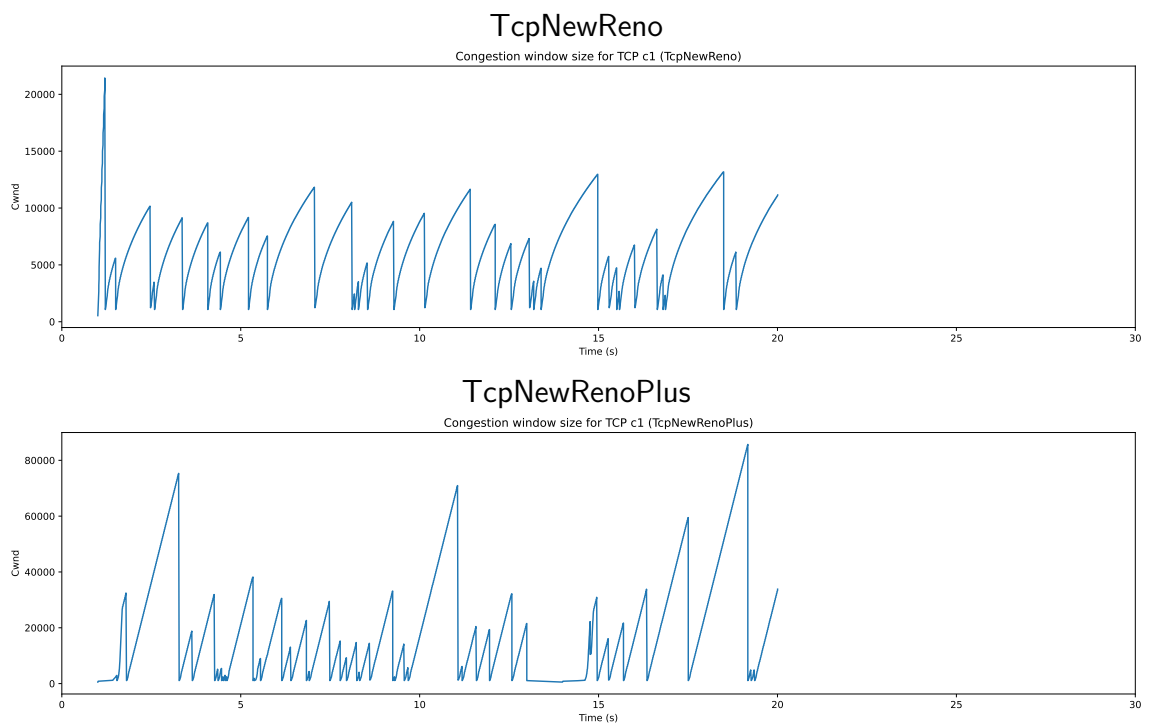 TcpNewReno
Congestion window size for TCP c1 (TcpNewReno)
20000
15000
10000
5000
0
Cwnd
0 5 10 15 20 25 30
Time (s)
TcpNewRenoPlus
Congestion window size for TCP c1 (TcpNewRenoPlus)
80000
60000
40000
20000
0
Cwnd
0 5 10 15 20 25 30
Time (s)